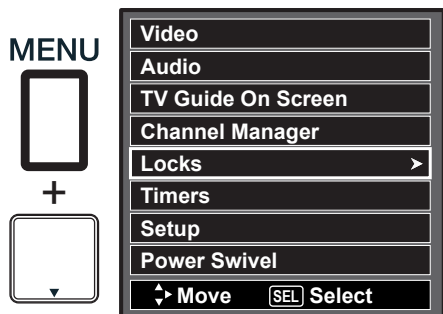 MENU
+
Video
Audio
TV Guide On Screen
Channel Manager
Locks
Timers
Setup
Power Swivel
Move SEL Select